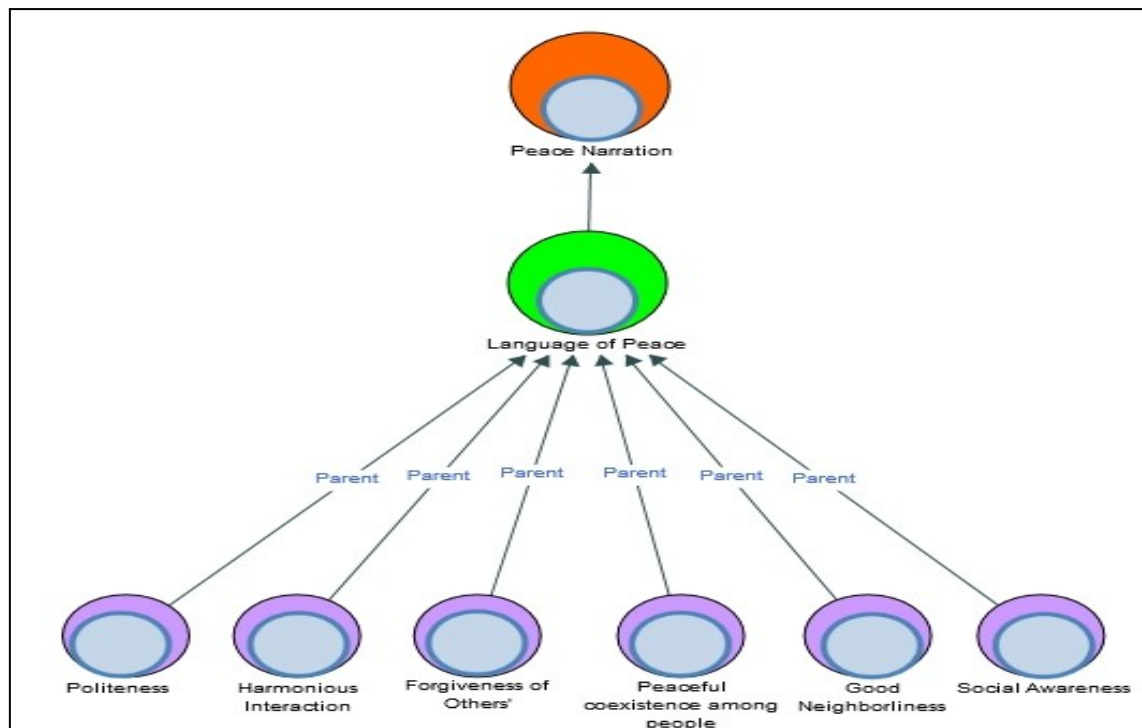 Peace Narration
Language of Peace
Parent Parent Parent Parent Parent Parent
Politeness
Harmonious
Interaction
Forgiveness of
Others'
Peaceful
coexistence among
people
Good
Neighborliness
Social Awareness